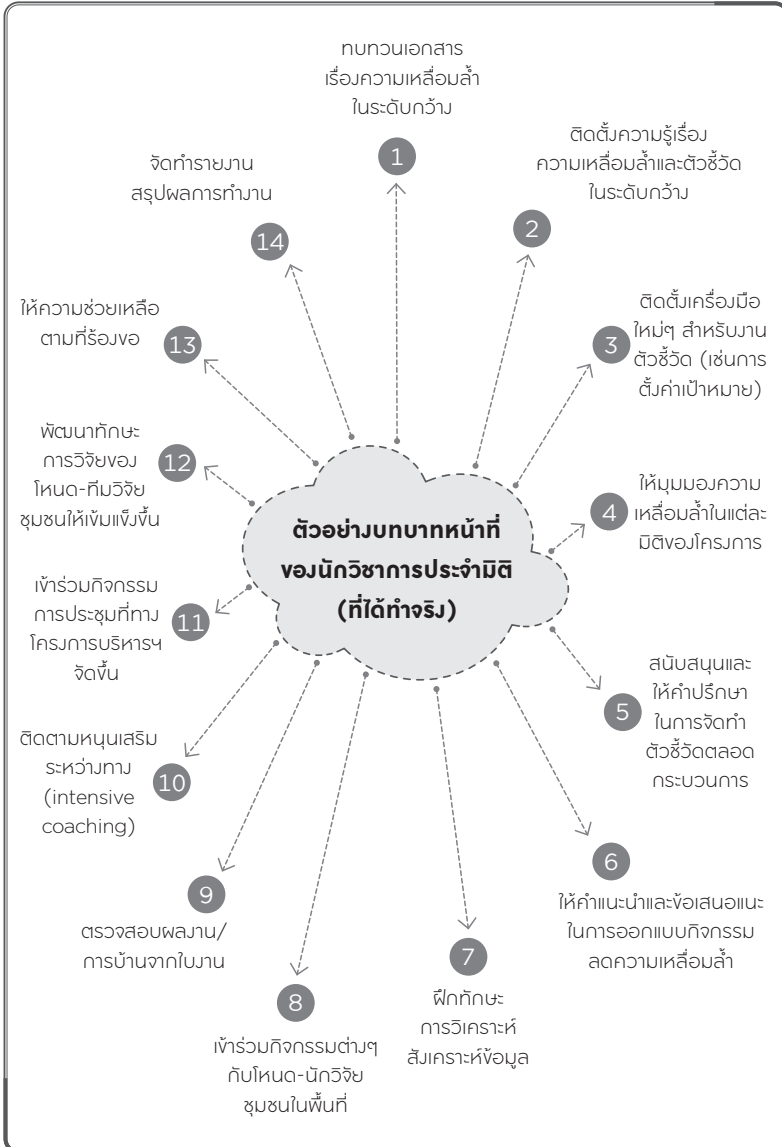 ทบทวนเอกสาร
เรื่องความเหลื่อมล้ำ
ในระดับกว้าง
1
ติดตั้งความรู้เรื่อง
ความเหลื่อมล้ำและตัวชี้วัด
ในระดับกว้าง
2
ติดตั้งเครื่องมือ
ใหม่ๆ สำหรับงาน
ตัวชี้วัด (เช่นการ
ตั้งค่าเป้าหมาย)
3
ให้มุมมองความ
เหลื่อมล้ำในแต่ละ
มิติของโครงการ
4
สนับสนุนและ
ให้คำปรึกษา
ในการจัดทำ
ตัวชี้วัดตลอด
กระบวนการ
5
6
ให้คำแนะนำและข้อเสนอแนะ
ในการออกแบบกิจกรรม
ลดความเหลื่อมล้ำ
7
ฝึกทักษะ
การวิเคราะห์
สังเคราะห์ข้อมูล
8
เข้าร่วมกิจกรรมต่างๆ
กับโหนด-นักวิจัย
ชุมชนในพื้นที่
9
ตรวจสอบผลงาน/
การบ้านจากใบงาน
ติดตามหนุนเสริม
ระหว่างทาง
(intensive
coaching)
10
เข้าร่วมกิจกรรม
การประชุมที่ทาง
โครงการบริหารฯ
จัดขึ้น
11
พัฒนาทักษะ
การวิจัยของ
โหนด-ทีมวิจัย
ชุมชนให้เข้มแข็งขึ้น
12
ให้ความช่วยเหลือ
ตามที่ร้องขอ
13
จัดทำรายงาน
สรุปผลการทำงาน
14
ตัวอย่างบทบาทหน้าที่
ของนักวิชาการประจำมิติ
(ที่ได้ทำจริง)